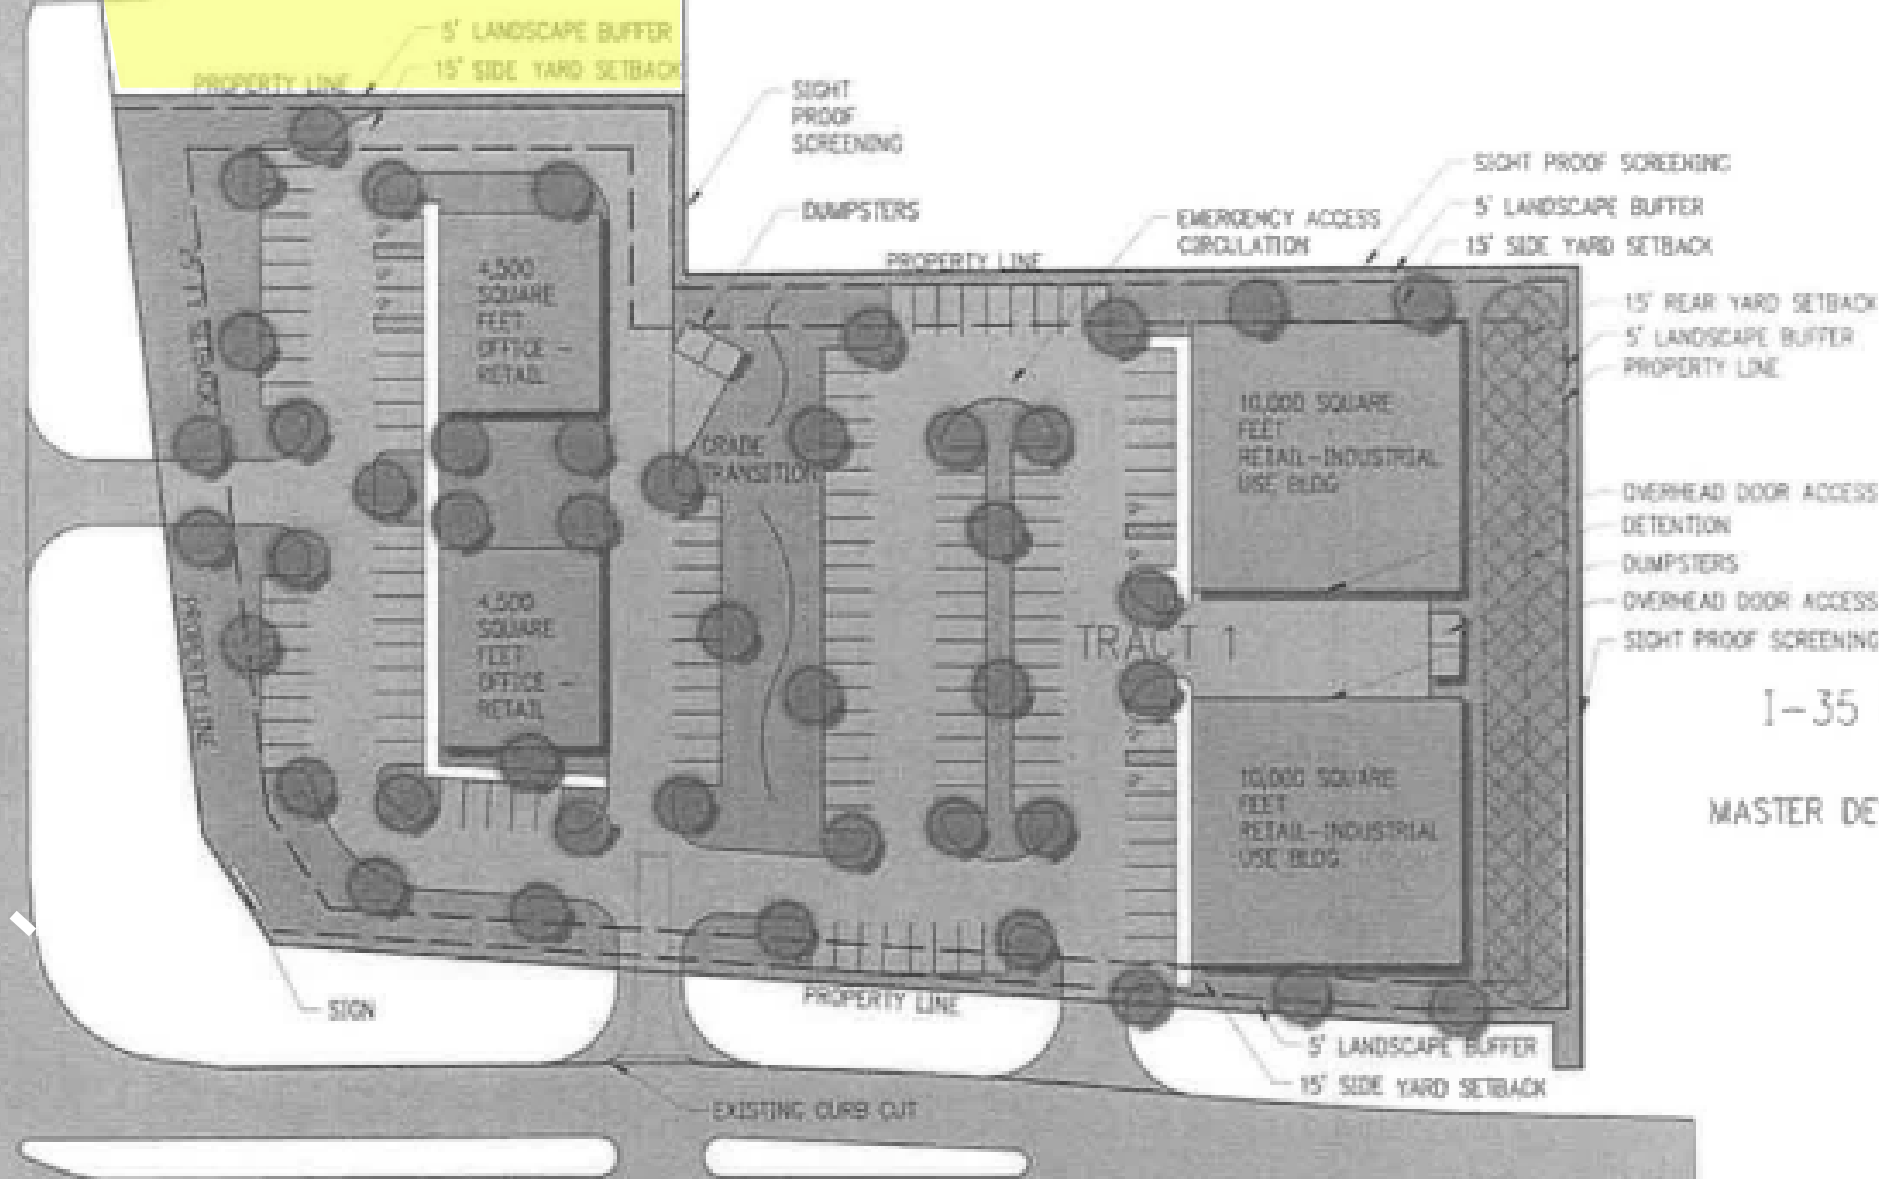 5' LANDSCAPE BUFFER
15' SIDE YARD SETBACK
PROPERTY LINE
SIGHT
PROOF
SCREENING
DUMPSTERS
EMERGENCY ACCESS
CIRCULATION
PROPERTY LINE
SIGHT PROOF SCREENING
5' LANDSCAPE BUFFER
15' SIDE YARD SETBACK
15' REAR YARD SETBACK
5' LANDSCAPE BUFFER
PROPERTY LINE
SETBACK
4,500
SQUARE
FEET
OFFICE -
RETAIL
GRADE
TRANSITION
10,000 SQUARE
FEET
RETAIL-INDUSTRIAL
USE BLDG
OVERHEAD DOOR ACCESS
DETENTION
DUMPSTERS
OVERHEAD DOOR ACCESS
SIGHT PROOF SCREENING
PROPERTY LINE
4,500
SQUARE
FEET
OFFICE -
RETAIL
TRACT 1
I-35
MASTER DE
10,000 SQUARE
FEET
RETAIL-INDUSTRIAL
USE BLDG
SIGN
PROPERTY LINE
5' LANDSCAPE BUFFER
15' SIDE YARD SETBACK
EXISTING CURB CUT